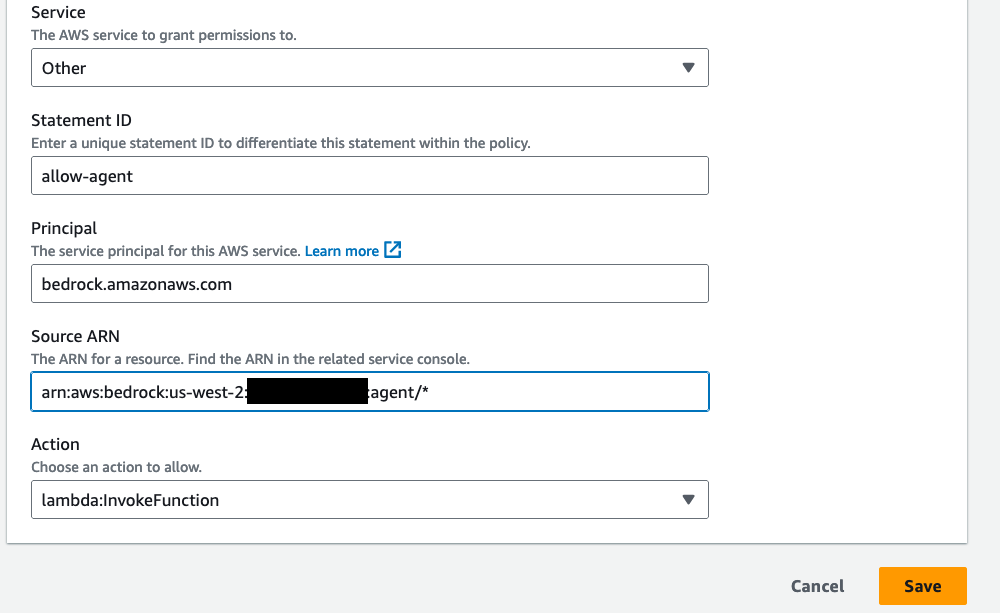 Service
The AWS service to grant permissions to.
Other
Statement ID
Enter a unique statement ID to differentiate this statement within the policy.
allow-agent
Principal
The service principal for this AWS service. Learn more
bedrock.amazonaws.com
Source ARN
The ARN for a resource. Find the ARN in the related service console.
arn:aws:bedrock:us-west-2: :agent/*
Action
Choose an action to allow.
lambda:InvokeFunction
Cancel Save